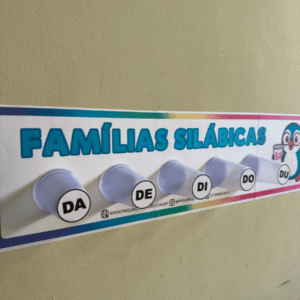 FAMÍLIAS SILÁBICAS
DA DE DI DO DU